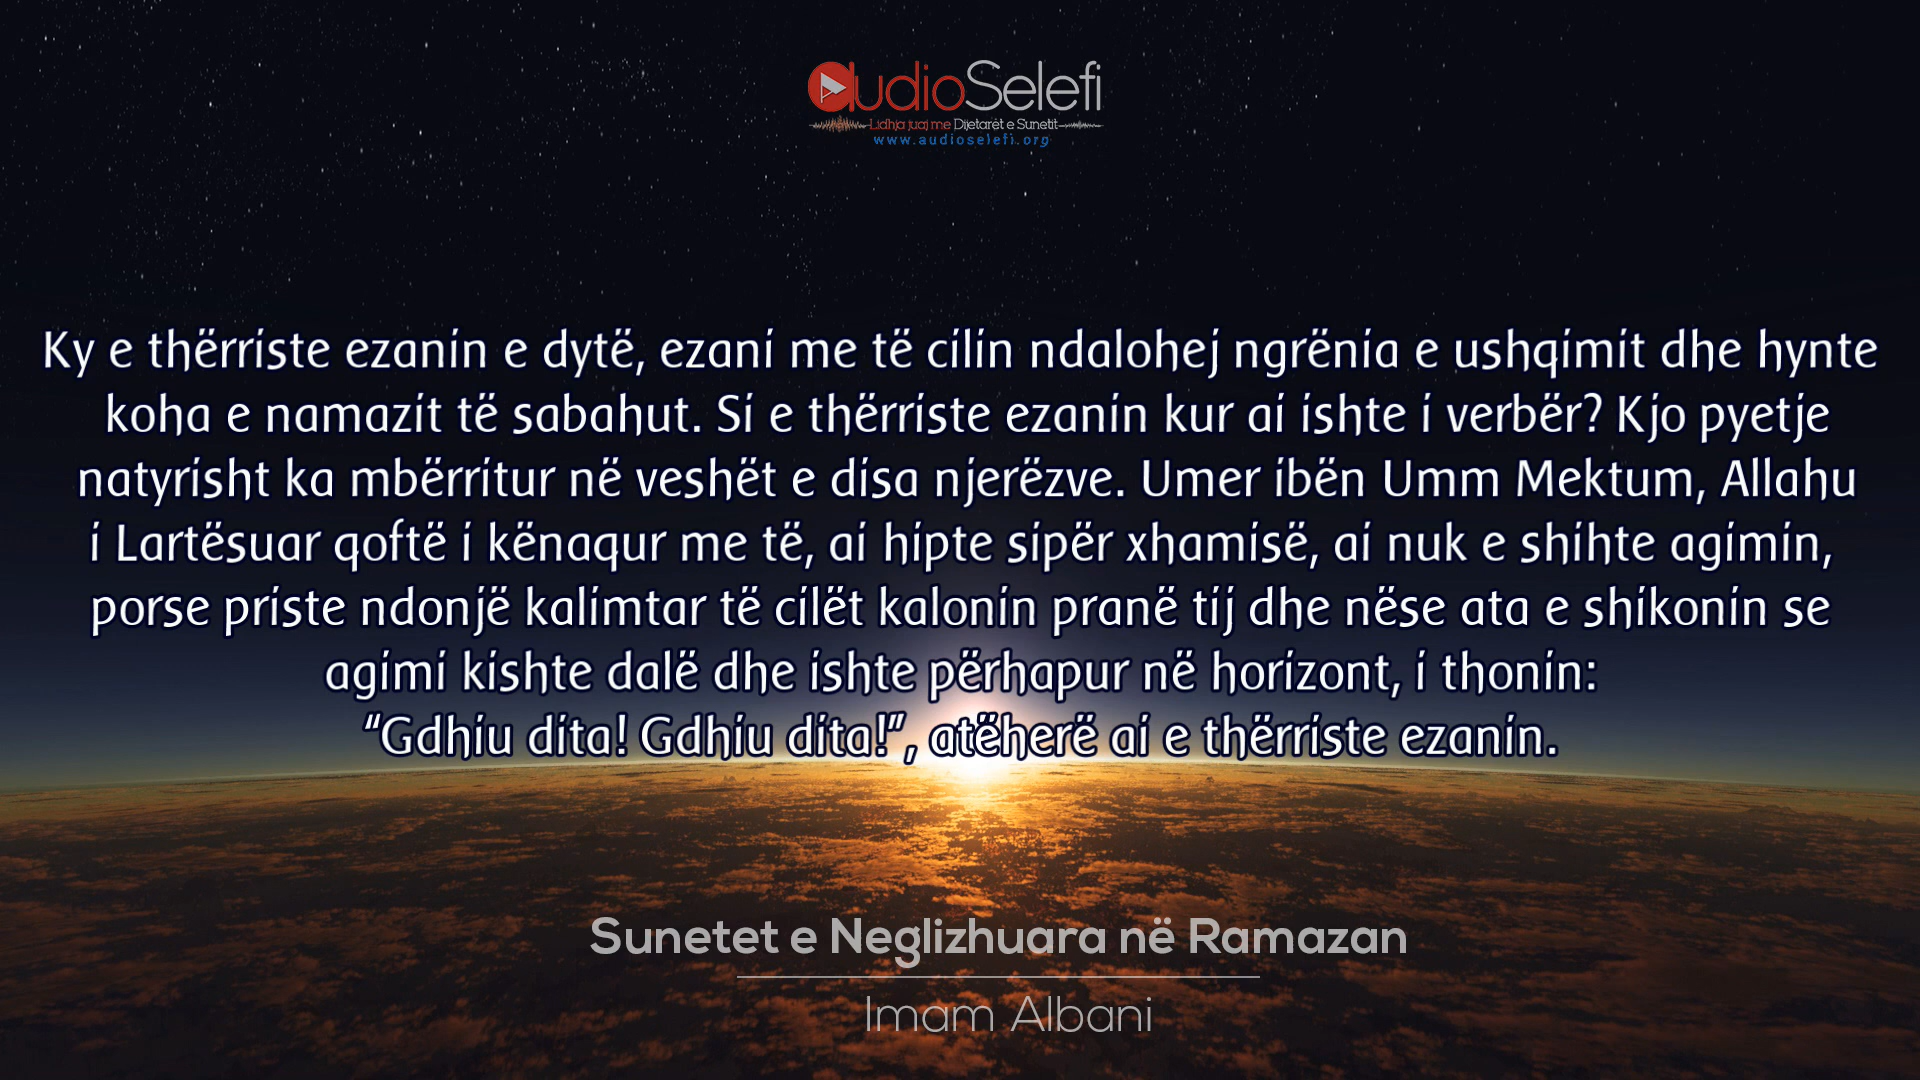 audioSelefi
Lidhja juaj me Dijetarët e Sunetit
www.audioselefi.org
Ky e thërriste ezanin e dytë, ezani me të cilin ndalohej ngrënia e ushqimit dhe hynte
koha e namazit të sabahut. Si e thërriste ezanin kur ai ishte i verbër? Kjo pyetje
natyrisht ka mbërritur në veshët e disa njerëzve. Umer ibën Umm Mektum, Allahu
i Lartësuar qoftë i kënaqur me të, ai hipte sipër xhamisë, ai nuk e shihte agimin,
porse priste ndonjë kalimtar të cilët kalonin pranë tij dhe nëse ata e shikonin se
agimi kishte dalë dhe ishte përhapur në horizont, i thonin:
“Gdhiu dita! Gdhiu dita!”, atëherë ai e thërriste ezanin.
Sunetet e Neglizhuara në Ramazan
Imam Albani